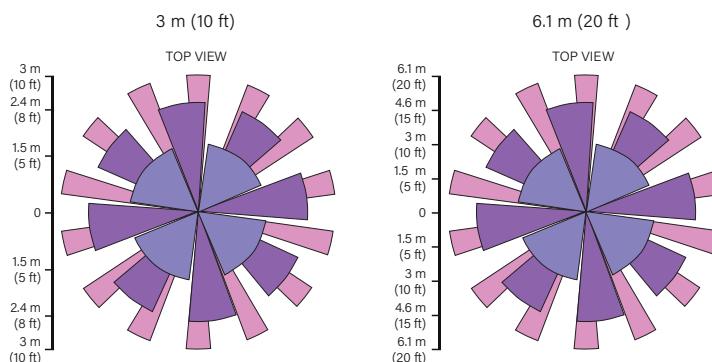 3 m (10 ft)
TOP VIEW
3 m
(10 ft)
2.4 m
(8 ft)
1.5 m
(5 ft)
0
1.5 m
(5 ft)
2.4 m
(8 ft)
3 m
(10 ft)
6.1 m (20 ft )
TOP VIEW
6.1 m
(20 ft)
4.6 m
(15 ft)
3 m
(10 ft)
1.5 m
(5 ft)
0
1.5 m
(5 ft)
3 m
(10 ft)
4.6 m
(15 ft)
6.1 m
(20 ft)